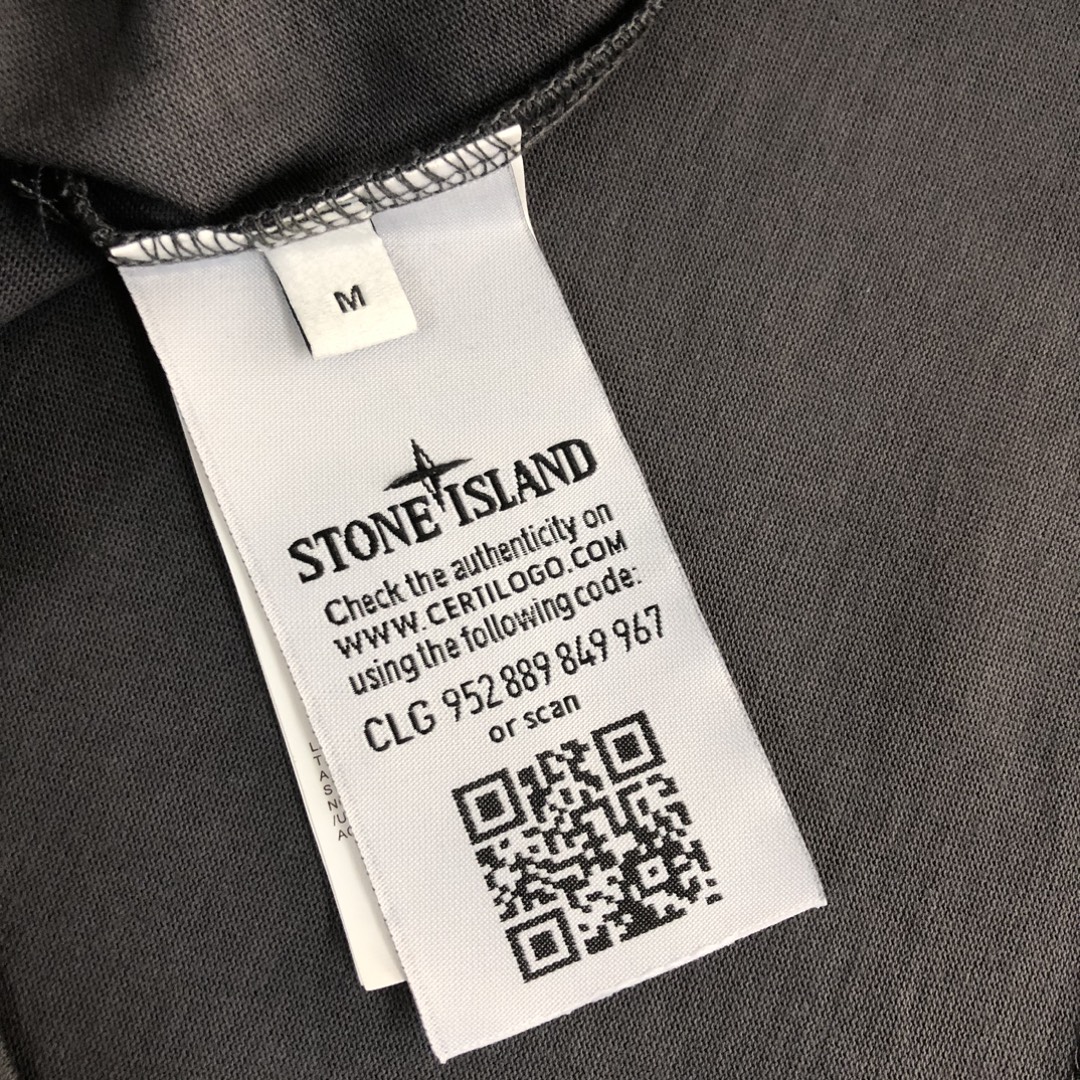 M
STONE ISLAND
Check the authenticity on
WWW.CERTILOGO.COM
using the following code:
CLG 952 889 849 967
or scan
L
T
A
S
N
/U
AC